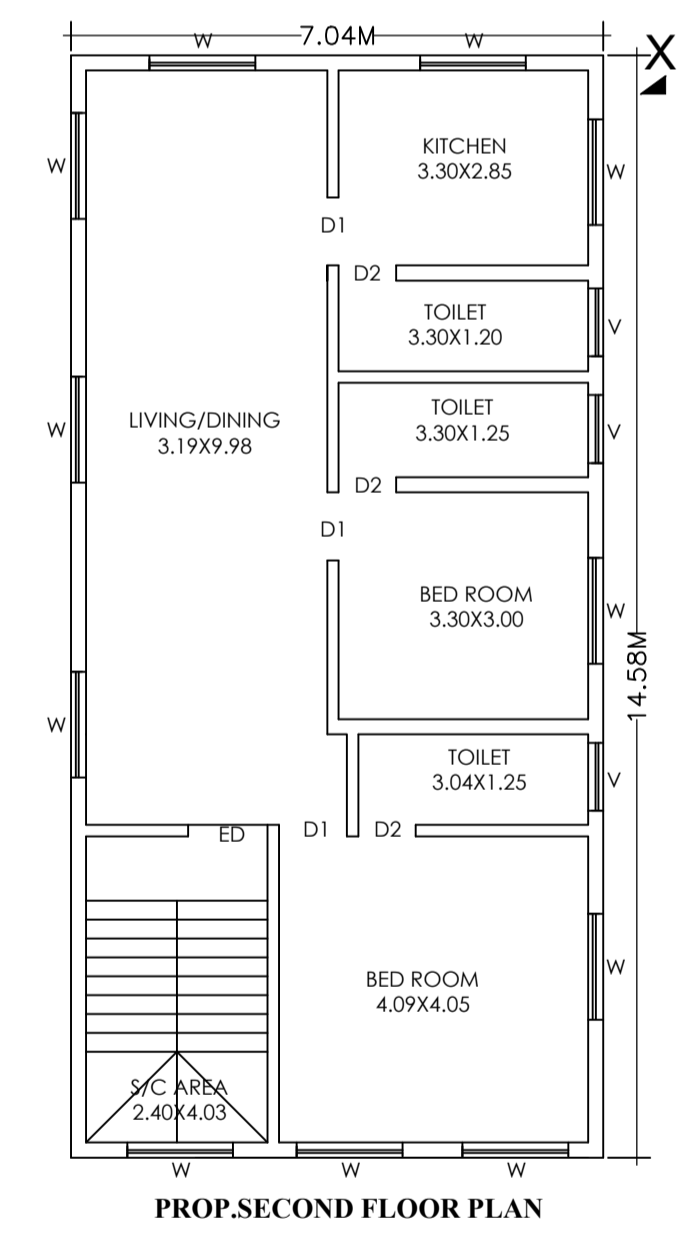 7.04M
W
W
X
W
KITCHEN
3.30X2.85
W
D1
D2
TOILET
3.30X1.20
V
TOILET
3.30X1.25
V
LIVING/DINING
3.19X9.98
W
D2
D1
BED ROOM
3.30X3.00
W
14.58M
W
TOILET
3.04X1.25
V
ED
D1
D2
BED ROOM
4.09X4.05
W
S/C AREA
2.40X4.03
W
W
W
PROP.SECOND FLOOR PLAN